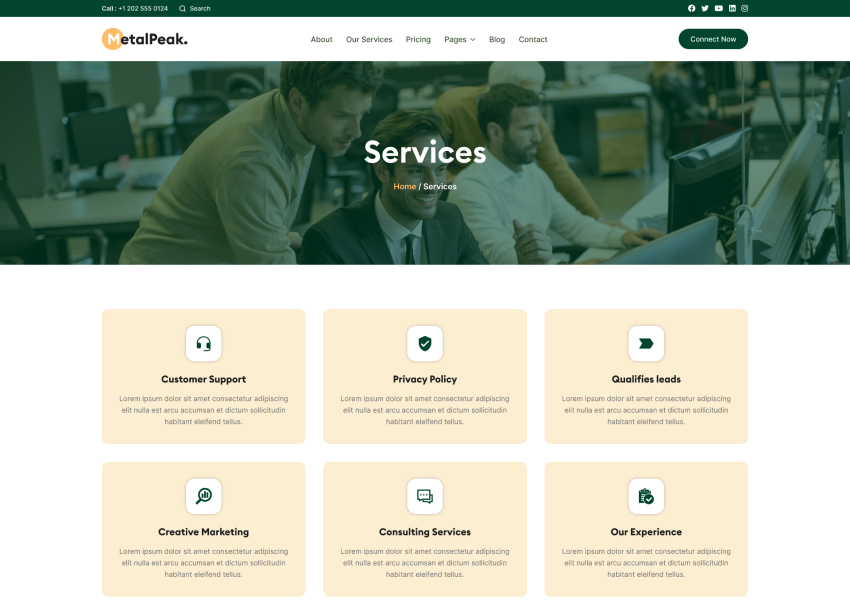 Call : +1 202 555 0124 Search
MetalPeak.
About Our Services Pricing Pages Blog Contact
Connect Now
Services
Home / Services
Customer Support
Lorem ipsum dolor sit amet consectetur adipiscing
elit nulla est arcu accumsan et dictum sollicitudin
habitant eleifend tellus.
Privacy Policy
Lorem ipsum dolor sit amet consectetur adipiscing
elit nulla est arcu accumsan et dictum sollicitudin
habitant eleifend tellus.
Qualifies leads
Lorem ipsum dolor sit amet consectetur adipiscing
elit nulla est arcu accumsan et dictum sollicitudin
habitant eleifend tellus.
Creative Marketing
Lorem ipsum dolor sit amet consectetur adipiscing
elit nulla est arcu accumsan et dictum sollicitudin
habitant eleifend tellus.
Consulting Services
Lorem ipsum dolor sit amet consectetur adipiscing
elit nulla est arcu accumsan et dictum sollicitudin
habitant eleifend tellus.
Our Experience
Lorem ipsum dolor sit amet consectetur adipiscing
elit nulla est arcu accumsan et dictum sollicitudin
habitant eleifend tellus.